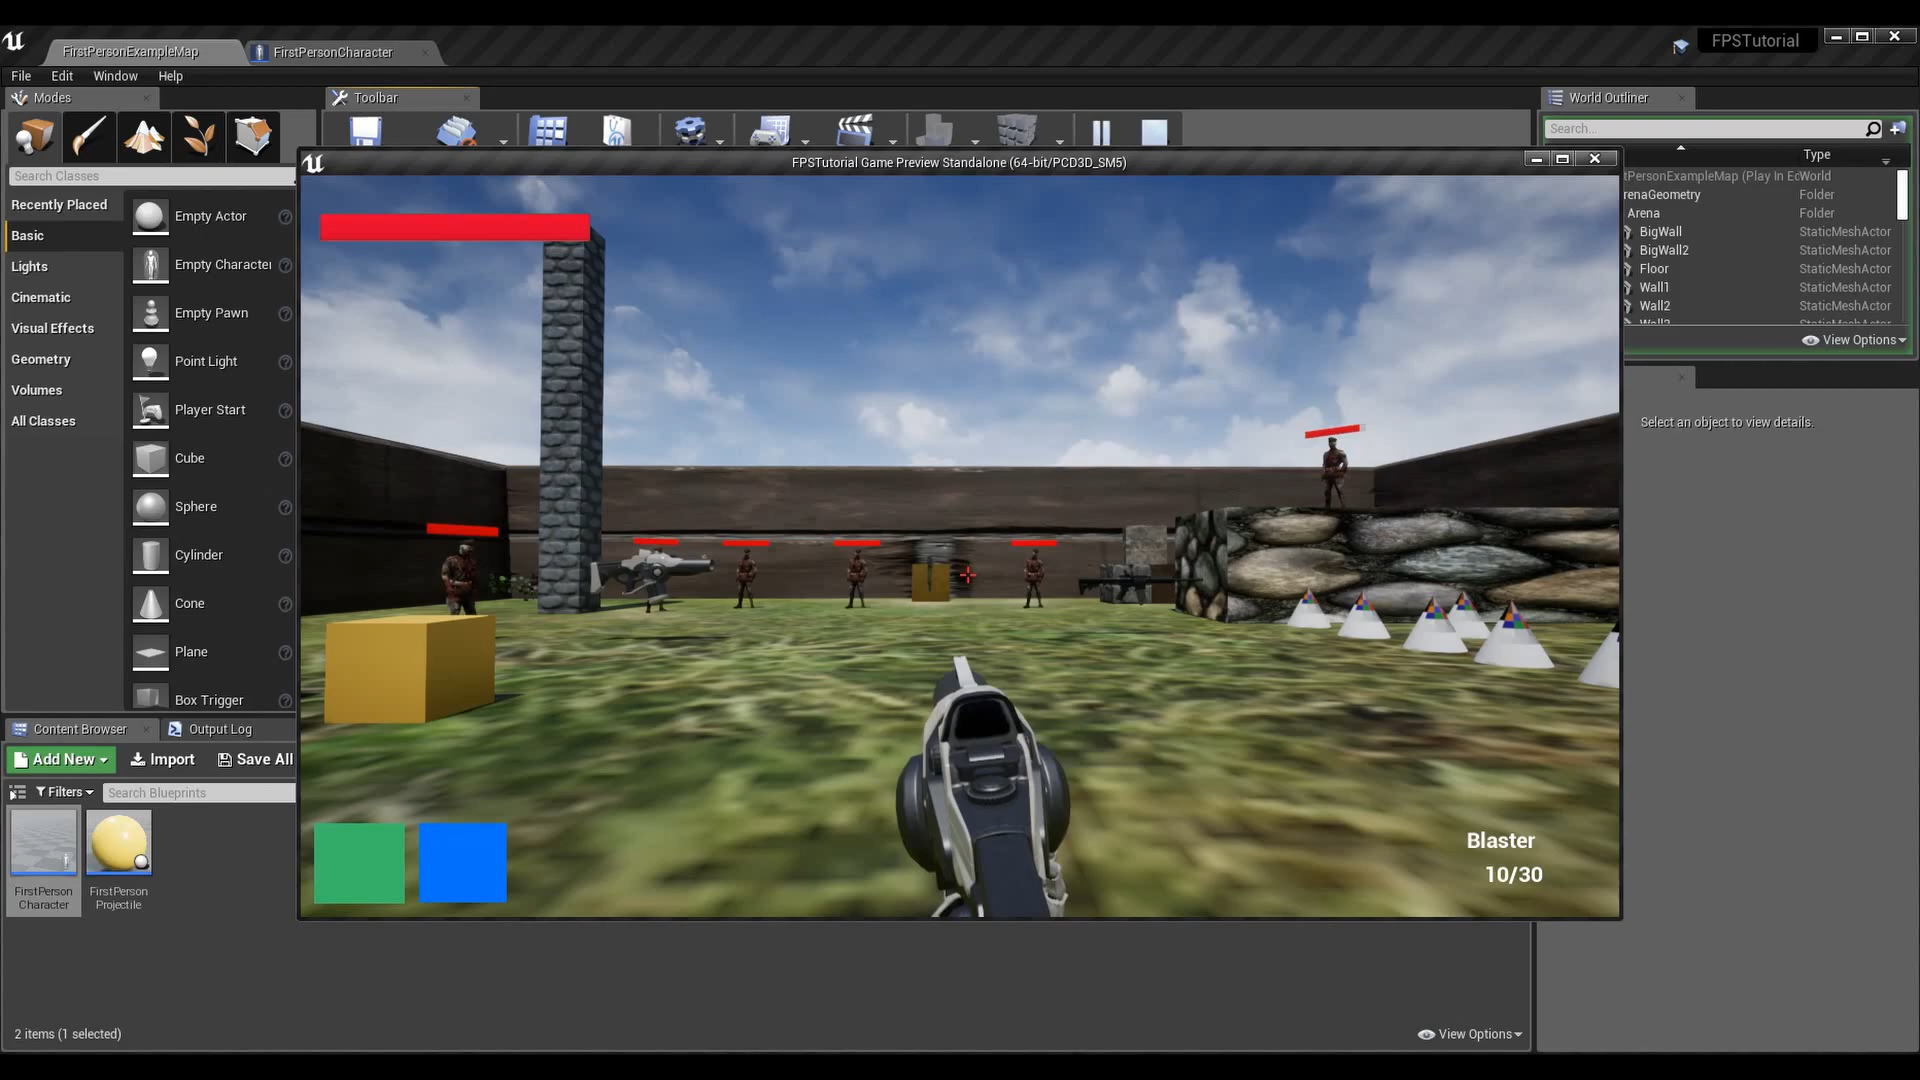 FirstPersonExampleMap
FirstPersonCharacter
FPSTutorial
File Edit Window Help
Modes
Toolbar
World Outliner
Search...
FPSTutorial Game Preview Standalone (64-bit/PCD3D_SM5)
Type
Search Classes
tPersonExampleMap (Play In Ec World
Recently Placed
renaGeometry Folder
Empty Actor
Arena Folder
Basic
BigWall StaticMeshActor
BigWall2 StaticMeshActor
Lights
Empty Character
Floor StaticMeshActor
Wall1 StaticMeshActor
Cinematic
Wall2 StaticMeshActor
Empty Pawn
Visual Effects
View Options
Geometry
Point Light
Volumes
Player Start
All Classes
Select an object to view details.
Cube
Sphere
Cylinder
Cone
Plane
Box Trigger
Content Browser
Output Log
Add New
Import
Save All
Filters
Search Blueprints
Blaster
10/30
FirstPerson
Character
FirstPerson
Projectile
2 items (1 selected)
View Options